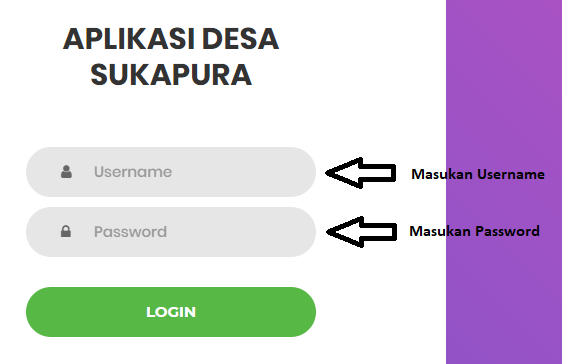 APLIKASI DESA
SUKAPURA
Username
Masukan Username
Password
Masukan Password
LOGIN